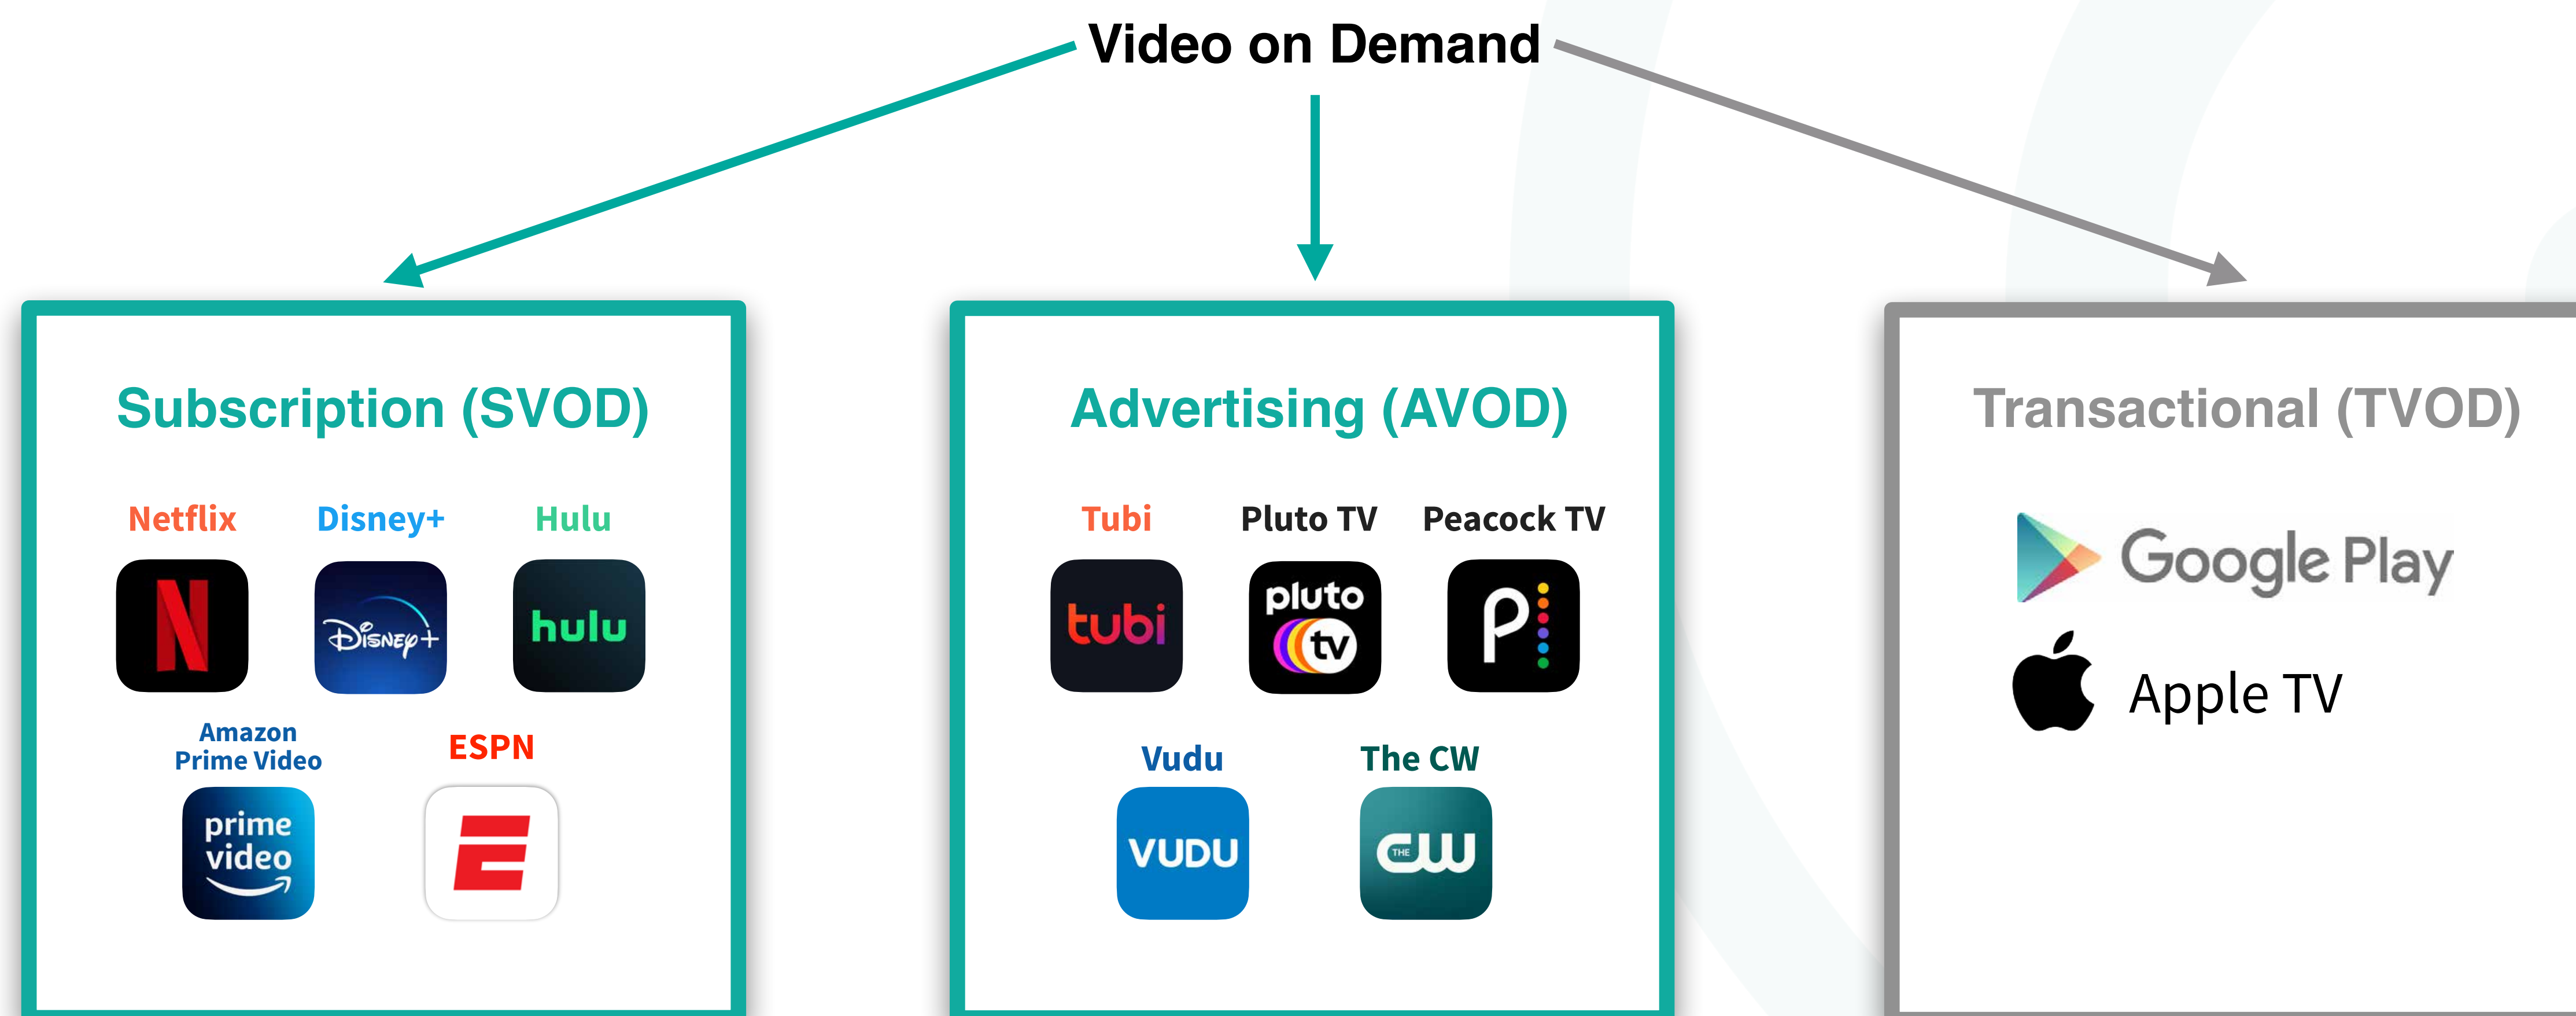 Video on Demand
Subscription (SVOD)
Netflix
Disney+
Hulu
N
Disney+
hulu
Amazon
Prime Video
ESPN
prime
video
E
Advertising (AVOD)
Tubi
Pluto TV
Peacock TV
tubi
pluto
tv
P
Vudu
The CW
VUDU
THE
CW
Transactional (TVOD)
Google Play
Apple TV